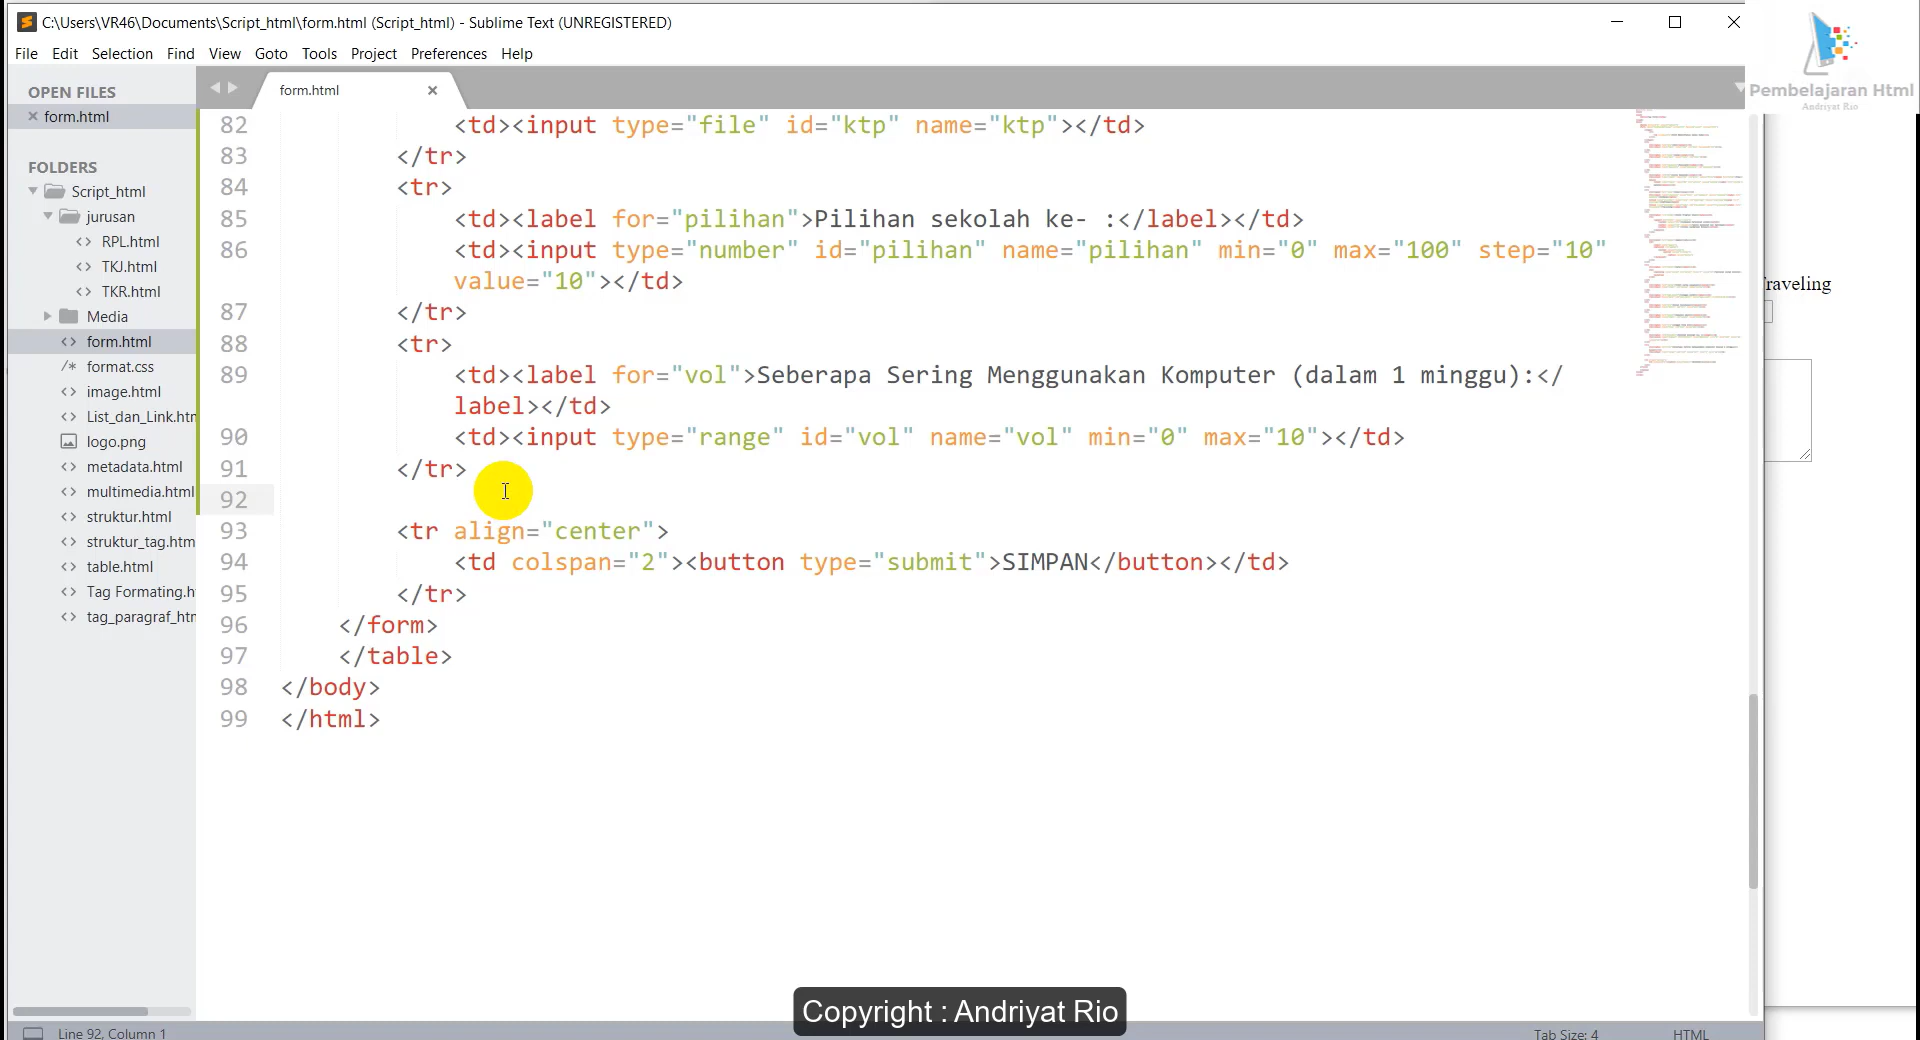 C:\Users\VR46\Documents\Script_html\form.html (Script_html) - Sublime Text (UNREGISTERED)
File Edit Selection Find View Goto Tools Project Preferences Help
OPEN FILES
form.html
FOLDERS
Script_html
jurusan
RPL.html
TKJ.html
TKR.html
Media
form.html
format.css
image.html
List_dan_Link.htm
logo.png
metadata.html
multimedia.html
struktur.html
struktur_tag.htm
table.html
Tag Formating.h
tag_paragraf_htm
form.html
82 <td><input type="file" id="ktp" name="ktp"></td>
83 </tr>
84 <tr>
85 <td><label for="pilihan">Pilihan sekolah ke- :</label></td>
86 <td><input type="number" id="pilihan" name="pilihan" min="0" max="100" step="10"
value="10"></td>
87 </tr>
88 <tr>
89 <td><label for="vol">Seberapa Sering Menggunakan Komputer (dalam 1 minggu):</
label></td>
90 <td><input type="range" id="vol" name="vol" min="0" max="10"></td>
91 </tr>
92
93 <tr align="center">
94 <td colspan="2"><button type="submit">SIMPAN</button></td>
95 </tr>
96 </form>
97 </table>
98 </body>
99 </html>
Pembelajaran Html
Andriyat Rio
raveling
Copyright : Andriyat Rio
Line 92, Column 1
Tab Size: 4
HTML